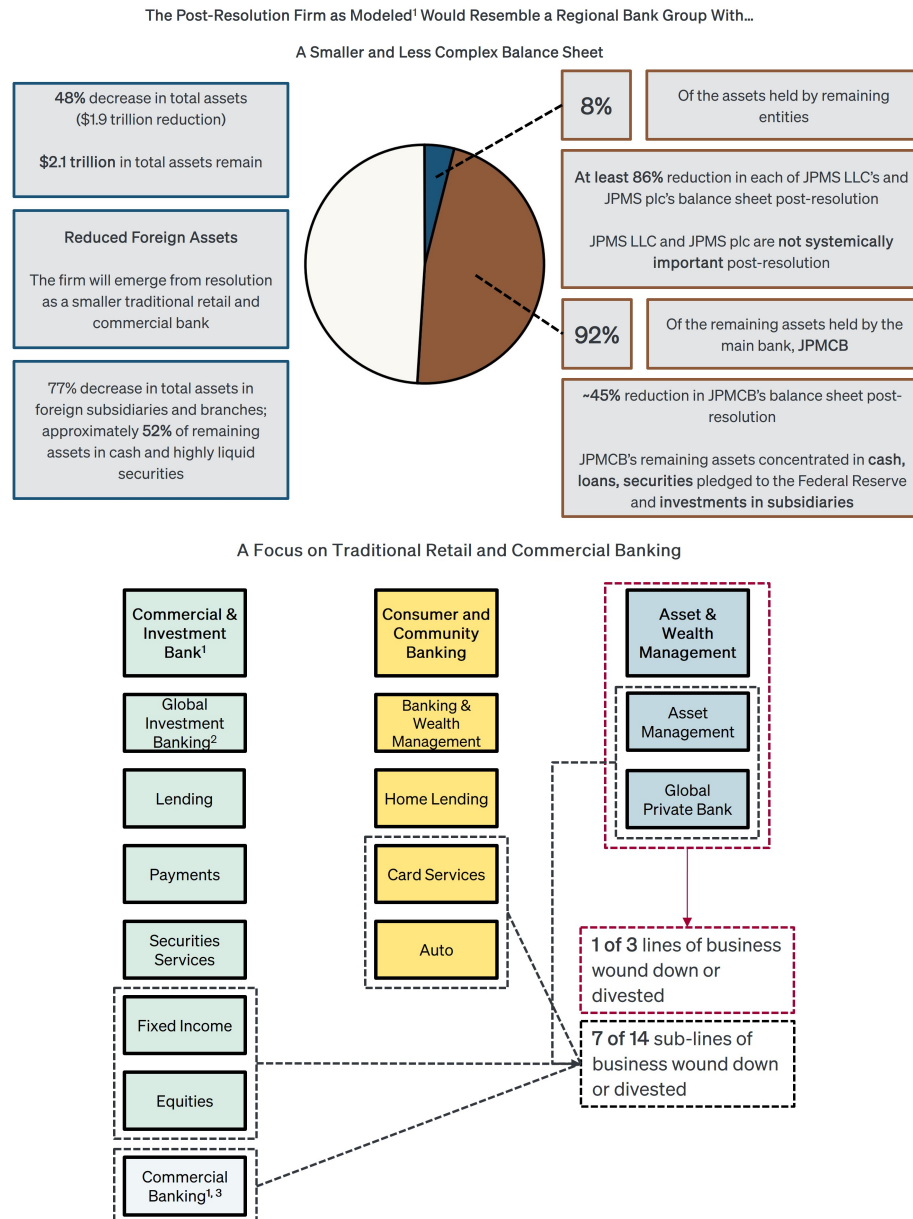 The Post-Resolution Firm as Modeled¹ Would Resemble a Regional Bank Group With…
A Smaller and Less Complex Balance Sheet
48% decrease in total assets
($1.9 trillion reduction)
$2.1 trillion in total assets remain
Reduced Foreign Assets
The firm will emerge from resolution
as a smaller traditional retail and
commercial bank
77% decrease in total assets in
foreign subsidiaries and branches;
approximately 52% of remaining
assets in cash and highly liquid
securities
8%
Of the assets held by remaining
entities
At least 86% reduction in each of JPMS LLC’s and
JPMS plc’s balance sheet post-resolution
JPMS LLC and JPMS plc are not systemically
important post-resolution
92%
Of the remaining assets held by the
main bank, JPMCB
~45% reduction in JPMCB’s balance sheet post-
resolution
JPMCB’s remaining assets concentrated in cash,
loans, securities pledged to the Federal Reserve
and investments in subsidiaries
A Focus on Traditional Retail and Commercial Banking
Commercial &
Investment
Bank¹
Global
Investment
Banking²
Lending
Payments
Securities
Services
Fixed Income
Equities
Commercial
Banking¹, ³
Consumer and
Community
Banking
Banking &
Wealth
Management
Home Lending
Card Services
Auto
Asset &
Wealth
Management
Asset
Management
Global
Private Bank
1 of 3 lines of business
wound down or
divested
7 of 14 sub-lines of
business wound down
or divested